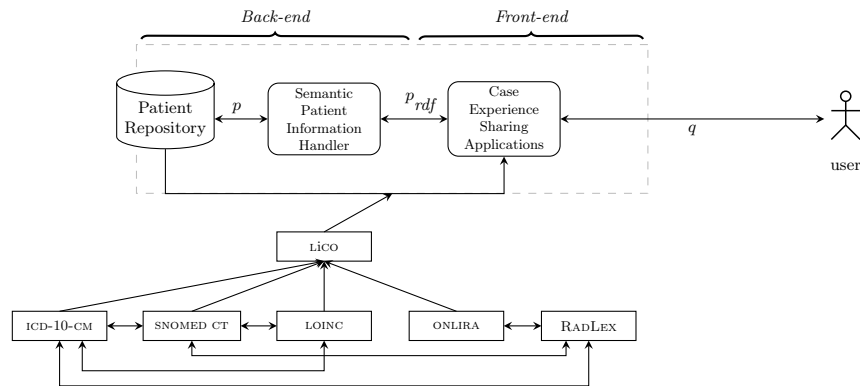 Back-end
Front-end
Patient
Repository
p
Semantic
Patient
Information
Handler
p_rdf
Case
Experience
Sharing
Applications
q
user
LiCO
ICD-10-CM
SNOMED CT
LOINC
ONLIRA
RadLex